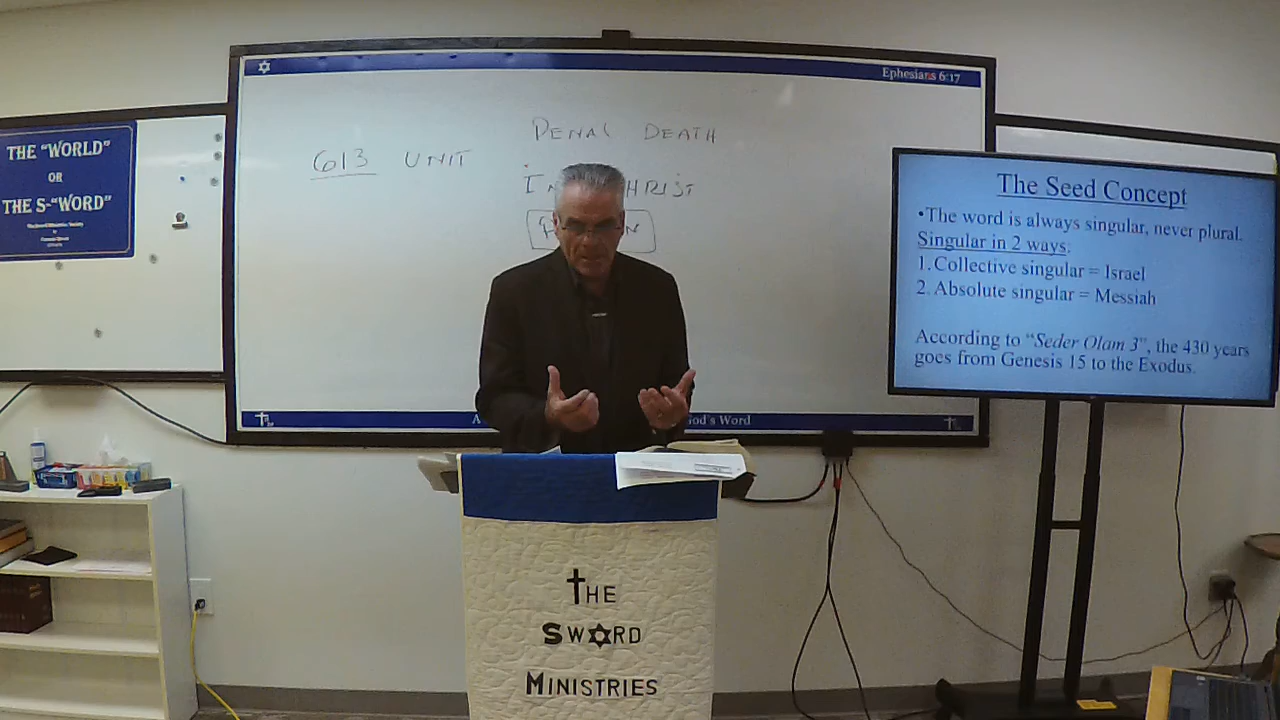 THE "WORLD"
OR
THE S-"WORD"
Ephesians 6:17
613 UNIT
PENAL DEATH
God's Word
The Seed Concept
•The word is always singular, never plural.
Singular in 2 ways.
1. Collective singular = Israel
2. Absolute singular = Messiah
According to "Seder Olam 3", the 430 years
goes from Genesis 15 to the Exodus.
THE
SWORD
MINISTRIES